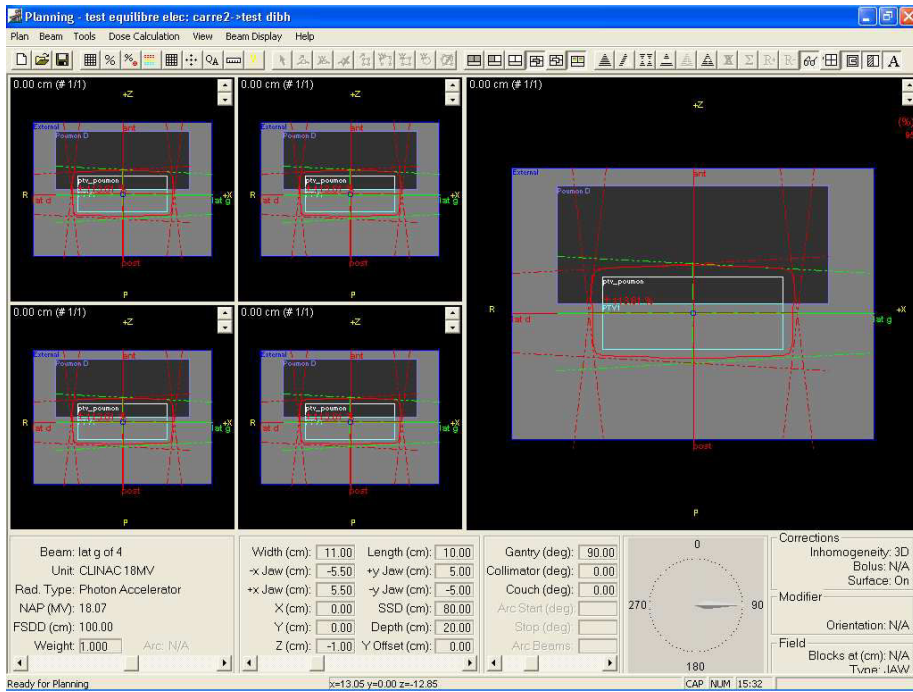 Planning - test equilibre elec: carre2->test dibh
Plan Beam Tools Dose Calculation View Beam Display Help
0.00 cm (# 1/1)
+Z
External
ant
Poumon D
ptv_poumon
R
+X
lat d
lat g
post
P
0.00 cm (# 1/1)
+Z
External
ant
Poumon D
ptv_poumon
R
+X
lat d
lat g
post
P
0.00 cm (# 1/1)
+Z
External
ant
Poumon D
ptv_poumon
R
+X
lat d
lat g
post
P
0.00 cm (# 1/1)
+Z
External
ant
Poumon D
ptv_poumon
R
+X
lat d
lat g
post
P
0.00 cm (# 1/1)
+Z
(%)
External
ant
Poumon D
ptv_poumon
PTV1
R
+X
lat d
lat g
post
P
Beam: lat g of 4
Unit: CLINAC 18MV
Rad. Type: Photon Accelerator
NAP (MV): 18.07
FSDD (cm): 100.00
Weight: 1.000 Arc: N/A
Width (cm): 11.00 Length (cm): 10.00
-x Jaw (cm): -5.50 +y Jaw (cm): 5.00
+x Jaw (cm): 5.50 -y Jaw (cm): -5.00
X (cm): 0.00 SSD (cm): 80.00
Y (cm): 0.00 Depth (cm): 20.00
Z (cm): -1.00 Y Offset (cm): 0.00
Gantry (deg): 90.00
Collimator (deg): 0.00
Couch (deg): 0.00
Arc Start (deg):
Stop (deg):
Arc Beams:
0
270
90
180
Corrections
Inhomogeneity: 3D
Bolus: N/A
Surface: On
Modifier
Orientation: N/A
Field
Blocks at (cm): N/A
Type: JAW
Ready for Planning
x=13.05 y=0.00 z=-12.85
CAP NUM 15:32